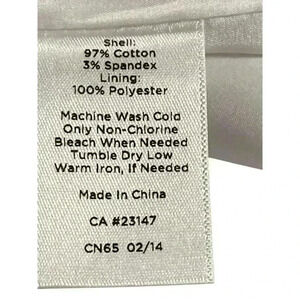 Shell:
97% Cotton
3% Spandex
Lining:
100% Polyester
Machine Wash Cold
Only Non-Chlorine
Bleach When Needed
Tumble Dry Low
Warm Iron, If Needed
Made In China
CA #23147
CN65 02/14